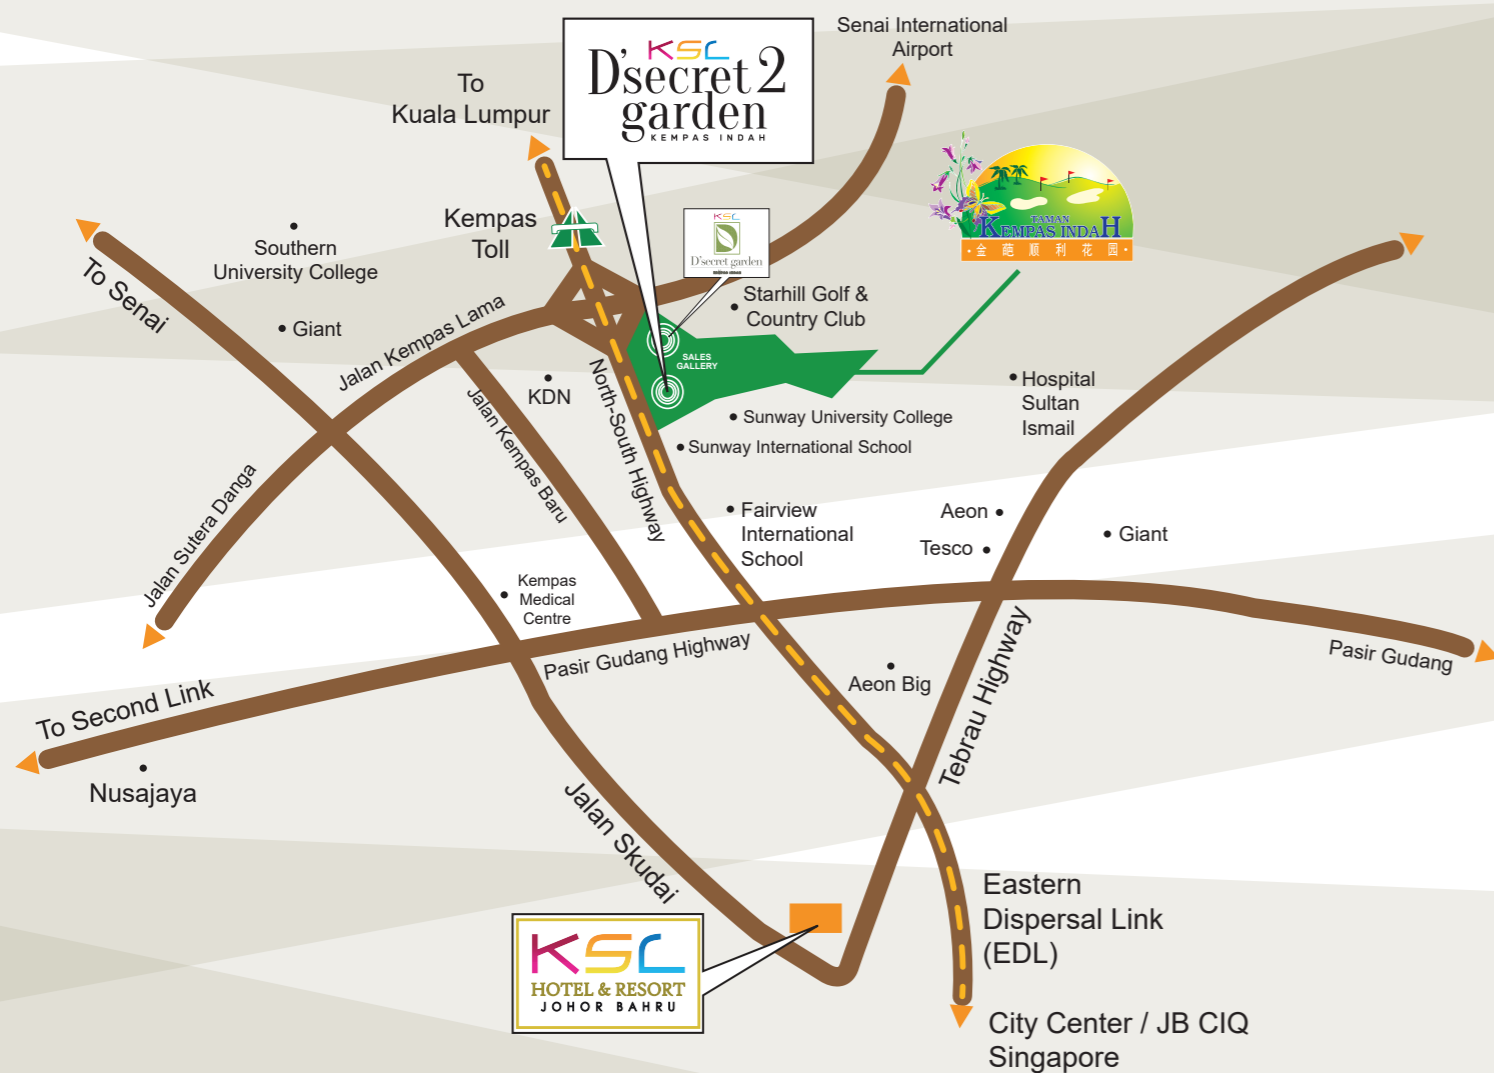 Senai International
Airport
KSL
D'secret 2
garden
KEMPAS INDAH
To
Kuala Lumpur
Kempas
Toll
Southern
University College
To Senai
Giant
KSL
D'secret garden
TAMAN
KEMPAS INDAH
金 葩 顺 利 花 园
Starhill Golf &
Country Club
Jalan Kempas Lama
SALES
GALLERY
KDN
North-South Highway
Jalan Kempas Baru
Hospital
Sultan
Ismail
Sunway University College
Sunway International School
Jalan Sutera Danga
Fairview
International
School
Aeon
Tesco
Giant
Kempas
Medical
Centre
Pasir Gudang Highway
Pasir Gudang
To Second Link
Nusajaya
Aeon Big
Tebrau Highway
Jalan Skudai
Eastern
Dispersal Link
(EDL)
KSL
HOTEL & RESORT
JOHOR BAHRU
City Center / JB CIQ
Singapore